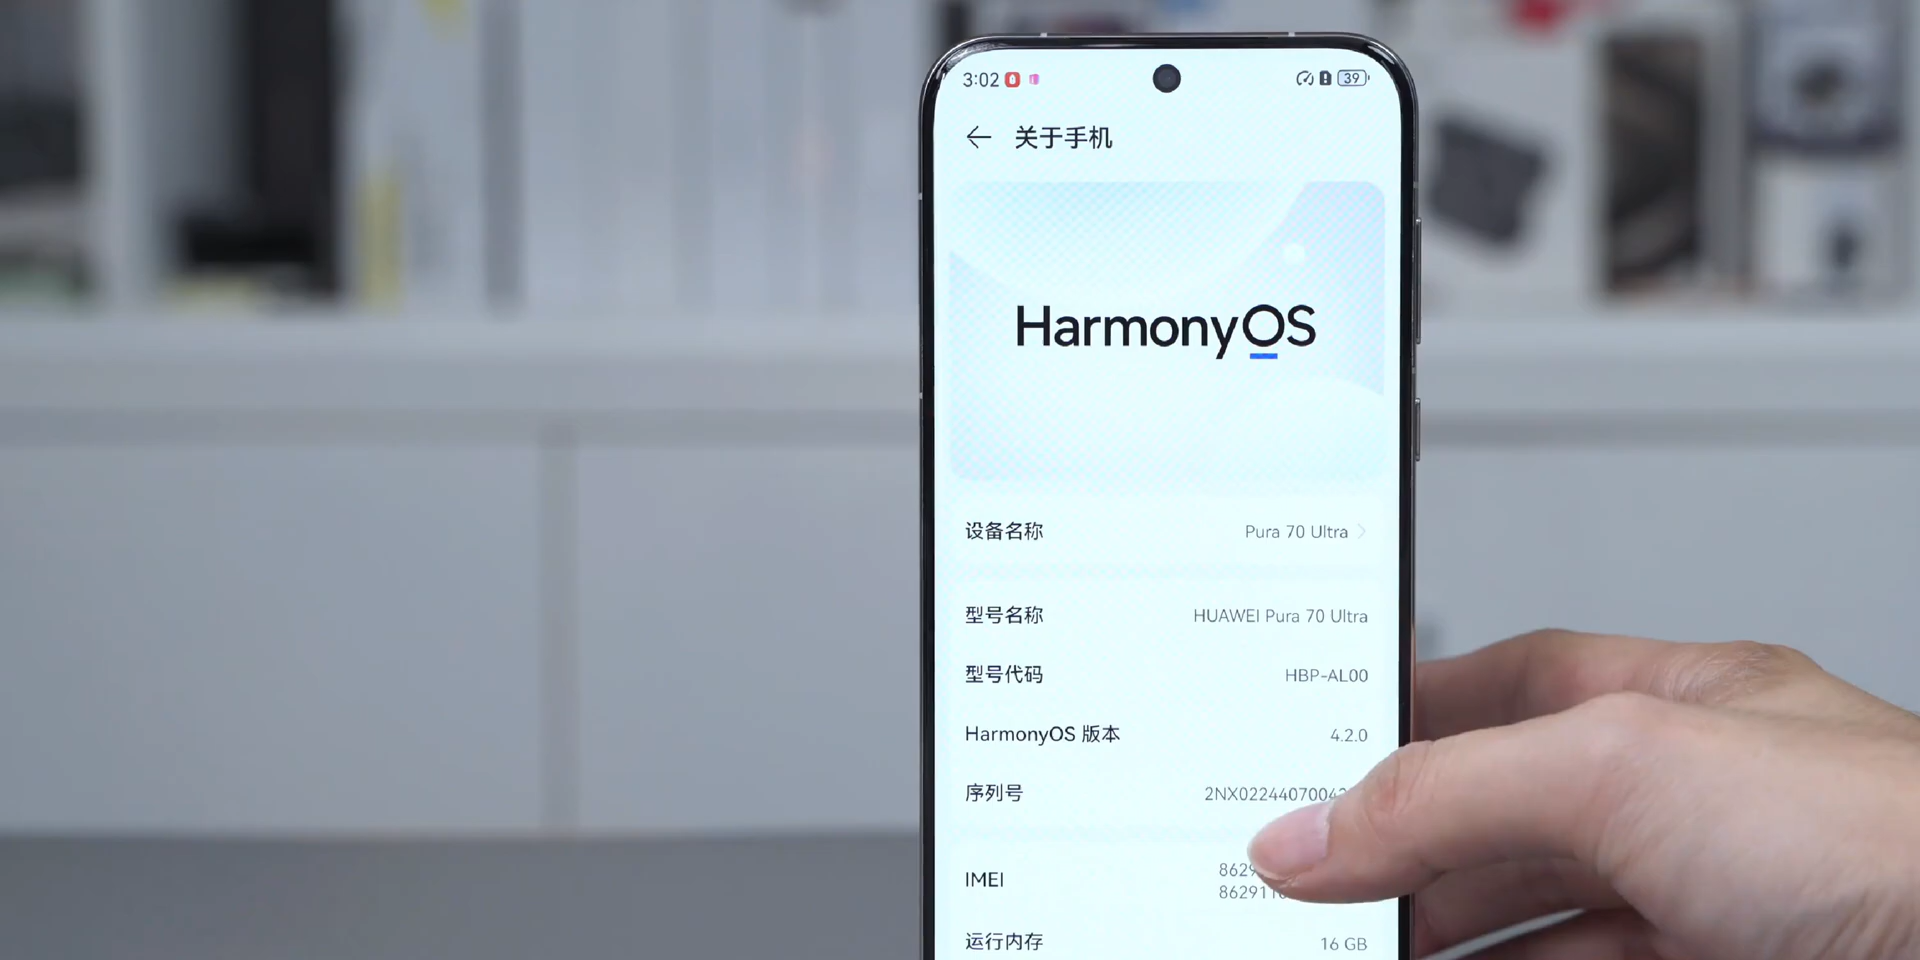 3:02
39
关于手机
HarmonyOS
设备名称 Pura 70 Ultra
型号名称 HUAWEI Pura 70 Ultra
型号代码 HBP-AL00
HarmonyOS 版本 4.2.0
序列号
IMEI
运行内存 16 GB